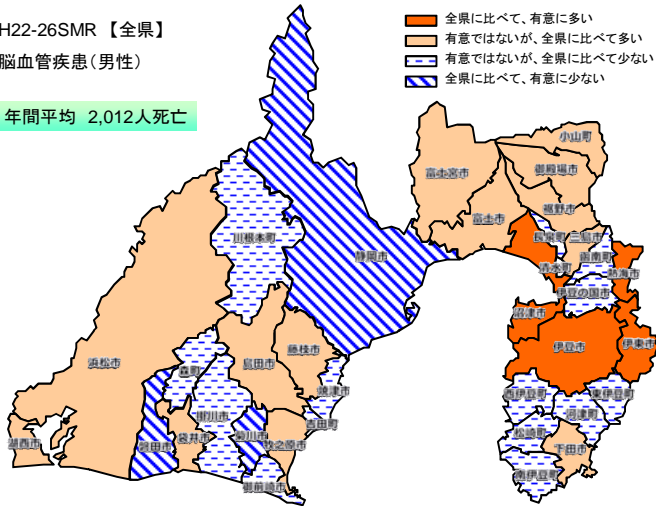 H22-26SMR 【全県】
脳血管疾患(男性)
年間平均 2,012人死亡
全県に比べて、有意に多い
有意ではないが、全県に比べて多い
有意ではないが、全県に比べて少ない
全県に比べて、有意に少ない
小山町
御殿場市
富士宮市
裾野市
富士市
長泉町
三島市
函南町
清水町
熱海市
伊豆の国市
沼津市
伊豆市
伊東市
西伊豆町
東伊豆町
河津町
松崎町
下田市
南伊豆町
川根本町
静岡市
浜松市
森町
島田市
藤枝市
焼津市
吉田町
掛川市
湖西市
磐田市
袋井市
菊川市
牧之原市
御前崎市